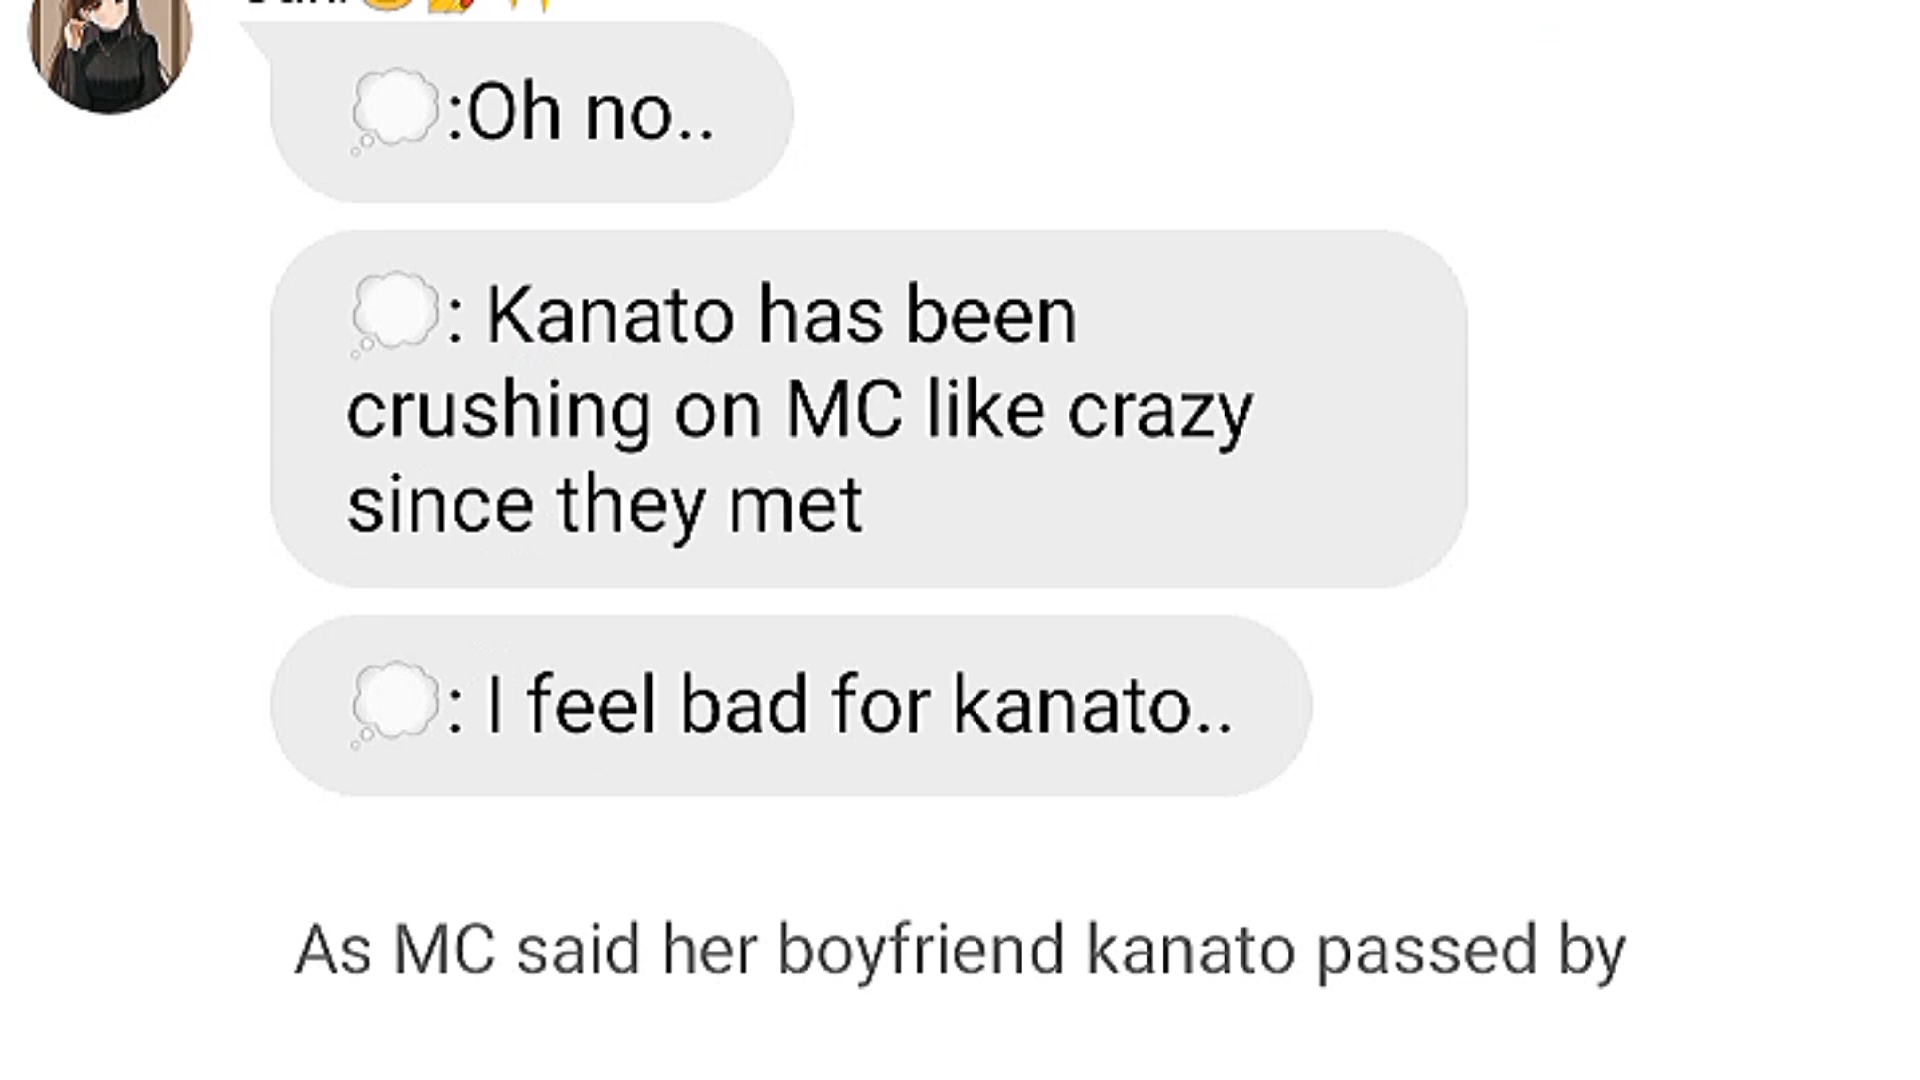 💭:Oh no..
💭: Kanato has been
crushing on MC like crazy
since they met
💭: I feel bad for kanato..
As MC said her boyfriend kanato passed by